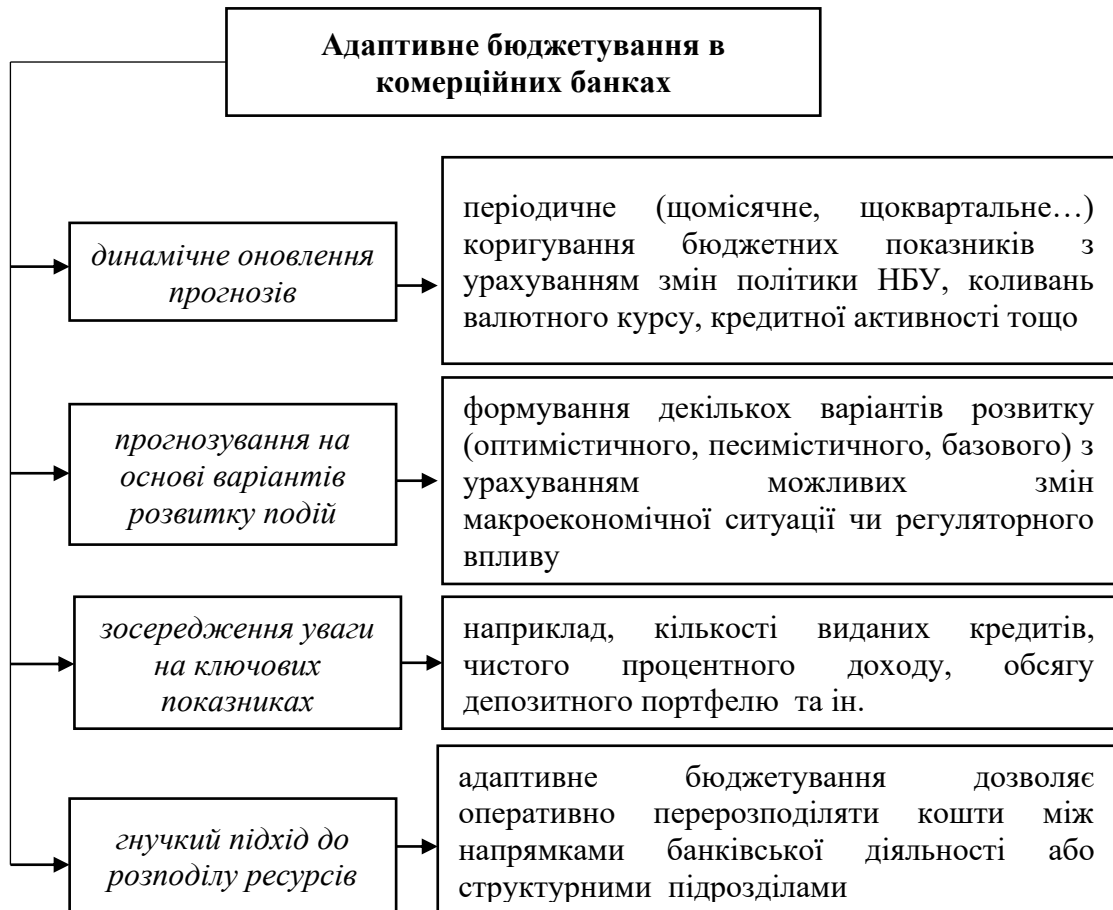 Адаптивне бюджетування в
комерційних банках
динамічне оновлення
прогнозів
періодичне (щомісячне, щоквартальне…)
коригування бюджетних показників з
урахуванням змін політики НБУ, коливань
валютного курсу, кредитної активності тощо
прогнозування на
основі варіантів
розвитку подій
формування декількох варіантів розвитку
(оптимістичного, песимістичного, базового) з
урахуванням можливих змін
макроекономічної ситуації чи регуляторного
впливу
зосередження уваги
на ключових
показниках
наприклад, кількості виданих кредитів,
чистого процентного доходу, обсягу
депозитного портфелю та ін.
гнучкий підхід до
розподілу ресурсів
адаптивне бюджетування дозволяє
оперативно перерозподіляти кошти між
напрямками банківської діяльності або
структурними підрозділами